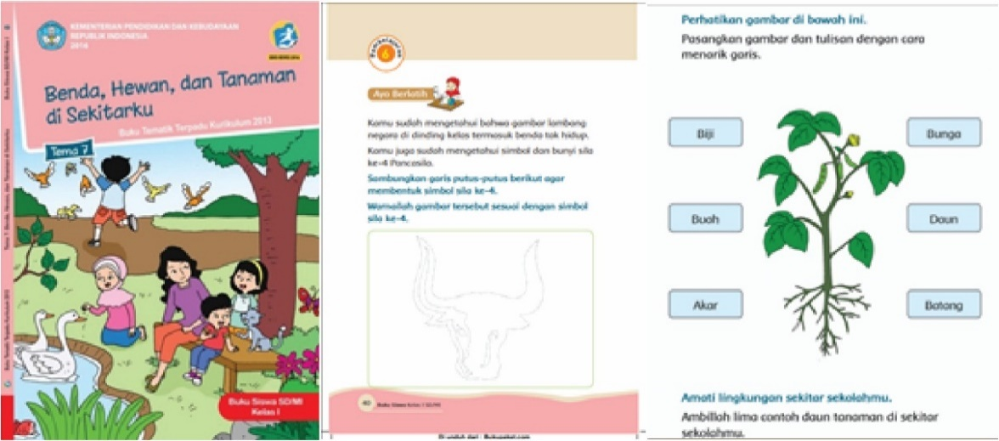 KEMENTERIAN PENDIDIKAN DAN KEBUDAYAAN
REPUBLIK INDONESIA
2016
Benda, Hewan, dan Tanaman
di Sekitarku
Buku Tematik Terpadu Kurikulum 2013
Tema 7
Buku Siswa SD/MI
Kelas I
Pembelajaran
6
Ayo Berlatih
Kamu sudah mengetahui bahwa gambar lambang
negara di dinding kelas termasuk benda tak hidup.
Kamu juga sudah mengetahui simbol dan bunyi sila
ke-4 Pancasila.
Sambungkan garis putus-putus berikut agar
membentuk simbol sila ke-4.
Warnailah gambar tersebut sesuai dengan simbol
sila ke-4.
40
Buku Siswa Kelas I SD/MI
Di unduh dari : Bukupaket.com
Perhatikan gambar di bawah ini.
Pasangkan gambar dan tulisan dengan cara
menarik garis.
Biji
Bunga
Buah
Daun
Akar
Batang
Amati lingkungan sekitar sekolahmu.
Ambillah lima contoh daun tanaman di sekitar
sekolahmu.